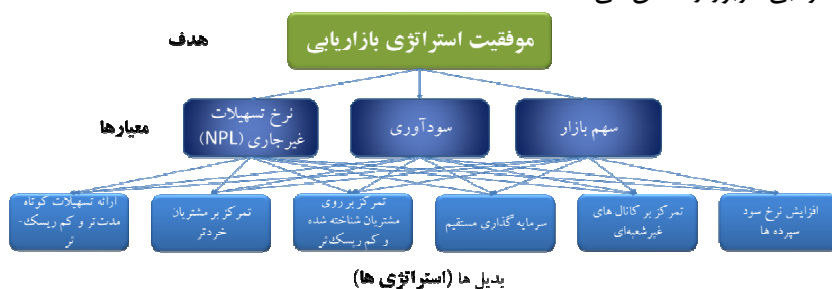 موفقیت استراتژی بازاریابی
هدف
سهم بازار
سودآوری
نرخ تسهیلات
غیرجاری (NPL)
معیارها
افزایش نرخ سود
سپرده ها
تمرکز بر کانال های
غیرشعبه‌ای
سرمایه گذاری مستقیم
تمرکز بر روی
مشتریان شناخته شده
و کم ریسک‌تر
تمرکز بر مشتریان
خردتر
ارائه تسهیلات کوتاه
مدت‌تر و کم ریسک-
تر
بدیل ها (استراتژی ها)